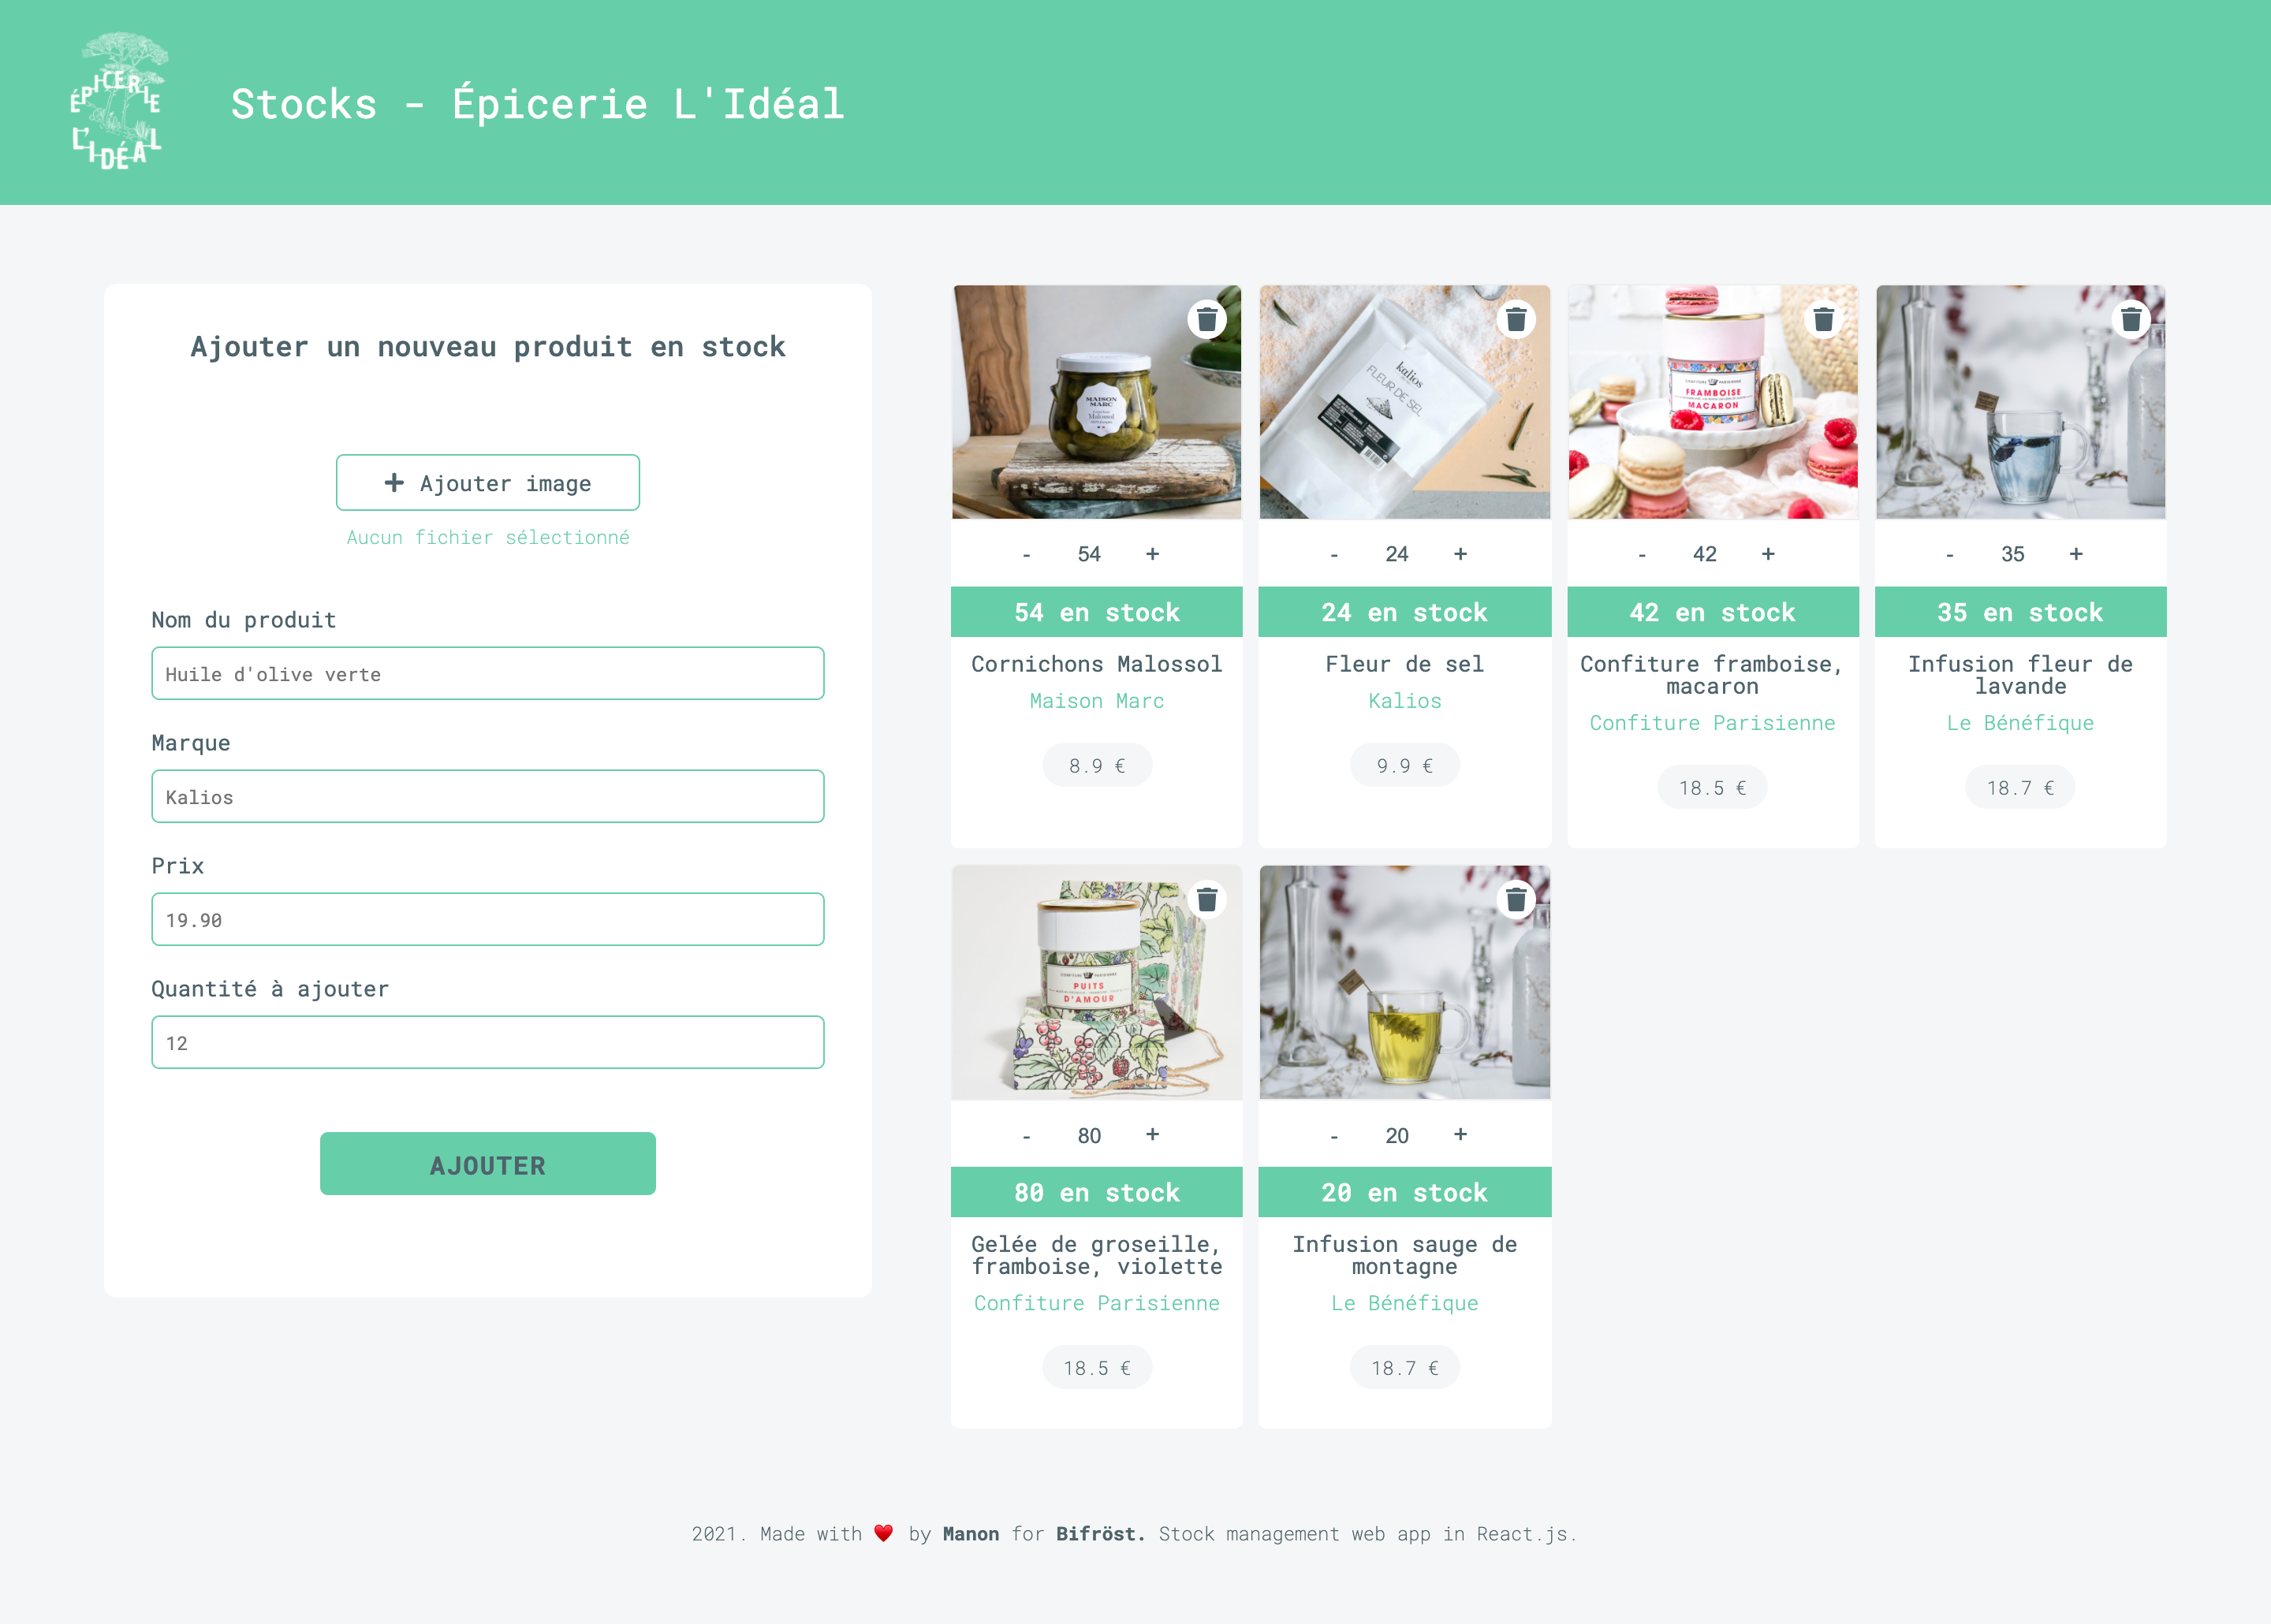 ÉPICERIE
L'IDÉAL
Stocks - Épicerie L'Idéal
Ajouter un nouveau produit en stock
+ Ajouter image
Aucun fichier sélectionné
Nom du produit
Huile d'olive verte
Marque
Kalios
Prix
19.90
Quantité à ajouter
12
AJOUTER
MAISON
MARC
Malossol
- 54 +
54 en stock
Cornichons Malossol
Maison Marc
8.9 €
kalios
FLEUR DE SEL
- 24 +
24 en stock
Fleur de sel
Kalios
9.9 €
CONFITURE PARISIENNE
FRAMBOISE
MACARON
- 42 +
42 en stock
Confiture framboise,
macaron
Confiture Parisienne
18.5 €
- 35 +
35 en stock
Infusion fleur de
lavande
Le Bénéfique
18.7 €
CONFITURE PARISIENNE
PUITS
D'AMOUR
- 80 +
80 en stock
Gelée de groseille,
framboise, violette
Confiture Parisienne
18.5 €
- 20 +
20 en stock
Infusion sauge de
montagne
Le Bénéfique
18.7 €
2021. Made with ❤️ by Manon for Bifröst. Stock management web app in React.js.